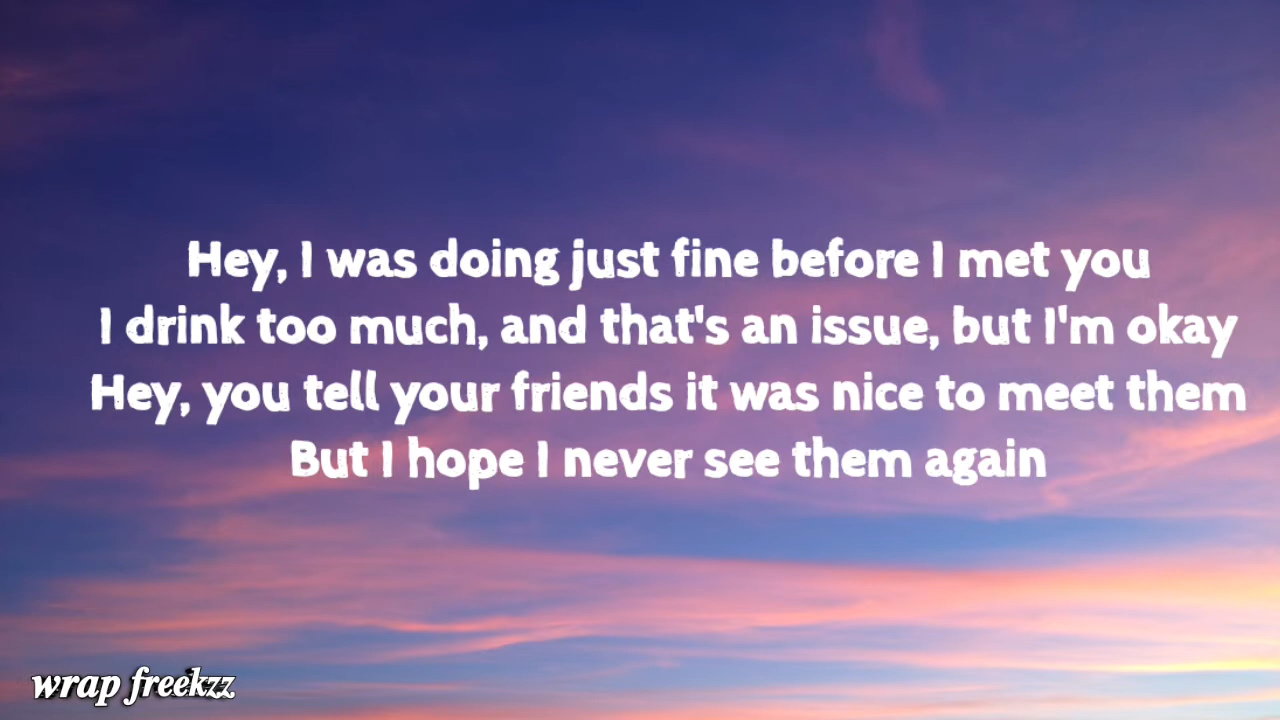 Hey, I was doing just fine before I met you
I drink too much, and that's an issue, but I'm okay
Hey, you tell your friends it was nice to meet them
But I hope I never see them again
wrap freekzz